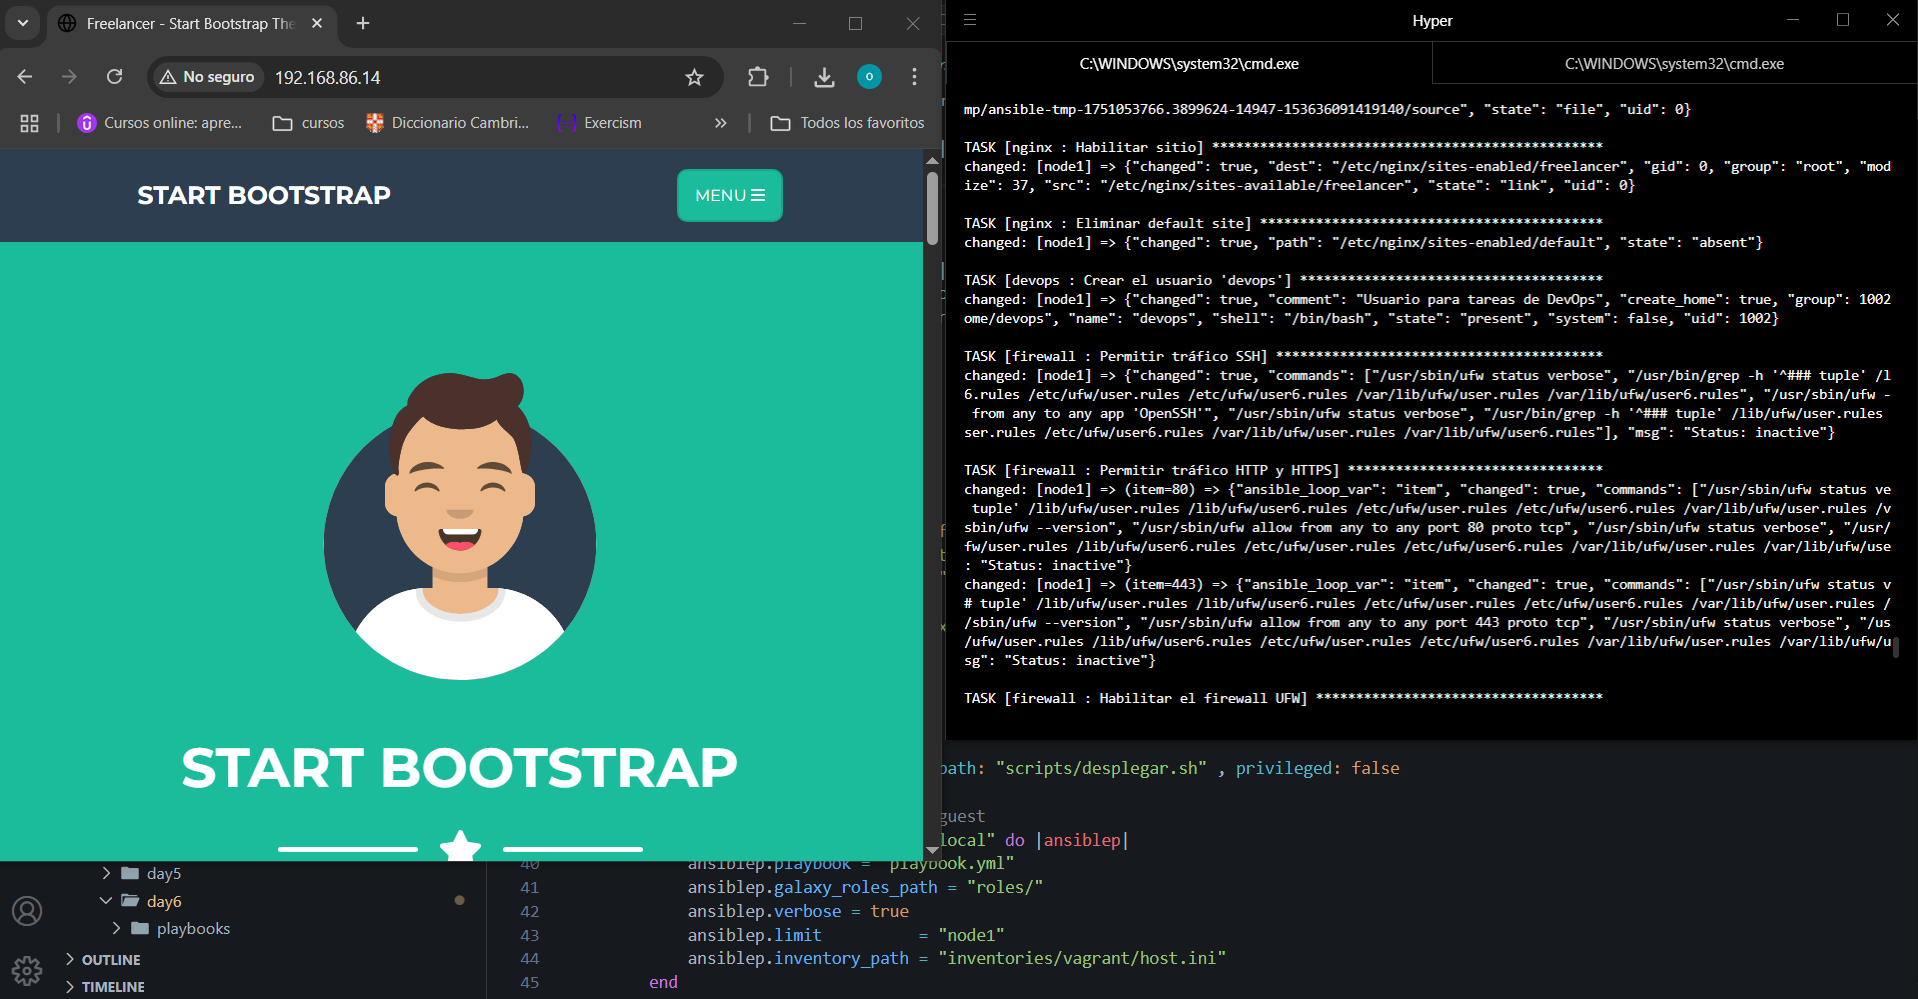 Freelancer - Start Bootstrap The
No seguro
192.168.86.14
O
Cursos online: apre...
cursos
Diccionario Cambri...
Exercism
»
Todos los favoritos
START BOOTSTRAP
MENU
START BOOTSTRAP
Hyper
C:\WINDOWS\system32\cmd.exe
C:\WINDOWS\system32\cmd.exe
mp/ansible-tmp-1751053766.3899624-14947-153636091419140/source", "state": "file", "uid": 0}
TASK [nginx : Habilitar sitio] *************************************************
changed: [node1] => {"changed": true, "dest": "/etc/nginx/sites-enabled/freelancer", "gid": 0, "group": "root", "mod
ize": 37, "src": "/etc/nginx/sites-available/freelancer", "state": "link", "uid": 0}
TASK [nginx : Eliminar default site] *******************************************
changed: [node1] => {"changed": true, "path": "/etc/nginx/sites-enabled/default", "state": "absent"}
TASK [devops : Crear el usuario 'devops'] **************************************
changed: [node1] => {"changed": true, "comment": "Usuario para tareas de DevOps", "create_home": true, "group": 1002
ome/devops", "name": "devops", "shell": "/bin/bash", "state": "present", "system": false, "uid": 1002}
TASK [firewall : Permitir tráfico SSH] *****************************************
changed: [node1] => {"changed": true, "commands": ["/usr/sbin/ufw status verbose", "/usr/bin/grep -h '^### tuple' /l
6.rules /etc/ufw/user.rules /etc/ufw/user6.rules /var/lib/ufw/user.rules /var/lib/ufw/user6.rules", "/usr/sbin/ufw -
from any to any app 'OpenSSH'", "/usr/sbin/ufw status verbose", "/usr/bin/grep -h '^### tuple' /lib/ufw/user.rules
ser.rules /etc/ufw/user6.rules /var/lib/ufw/user.rules /var/lib/ufw/user6.rules"], "msg": "Status: inactive"}
TASK [firewall : Permitir tráfico HTTP y HTTPS] ********************************
changed: [node1] => (item=80) => {"ansible_loop_var": "item", "changed": true, "commands": ["/usr/sbin/ufw status ve
tuple' /lib/ufw/user.rules /lib/ufw/user6.rules /etc/ufw/user.rules /etc/ufw/user6.rules /var/lib/ufw/user.rules /v
sbin/ufw --version", "/usr/sbin/ufw allow from any to any port 80 proto tcp", "/usr/sbin/ufw status verbose", "/usr/
fw/user.rules /lib/ufw/user6.rules /etc/ufw/user.rules /etc/ufw/user6.rules /var/lib/ufw/user.rules /var/lib/ufw/use
: "Status: inactive"}
changed: [node1] => (item=443) => {"ansible_loop_var": "item", "changed": true, "commands": ["/usr/sbin/ufw status v
# tuple' /lib/ufw/user.rules /lib/ufw/user6.rules /etc/ufw/user.rules /etc/ufw/user6.rules /var/lib/ufw/user.rules /
/sbin/ufw --version", "/usr/sbin/ufw allow from any to any port 443 proto tcp", "/usr/sbin/ufw status verbose", "/us
/ufw/user.rules /lib/ufw/user6.rules /etc/ufw/user.rules /etc/ufw/user6.rules /var/lib/ufw/user.rules /var/lib/ufw/u
sg": "Status: inactive"}
TASK [firewall : Habilitar el firewall UFW] ************************************
path: "scripts/desplegar.sh" , privileged: false
guest
local" do |ansiblep|
40 ansiblep.playbook = "playbook.yml"
41 ansiblep.galaxy_roles_path = "roles/"
42 ansiblep.verbose = true
43 ansiblep.limit = "node1"
44 ansiblep.inventory_path = "inventories/vagrant/host.ini"
45 end
day5
day6
playbooks
OUTLINE
TIMELINE